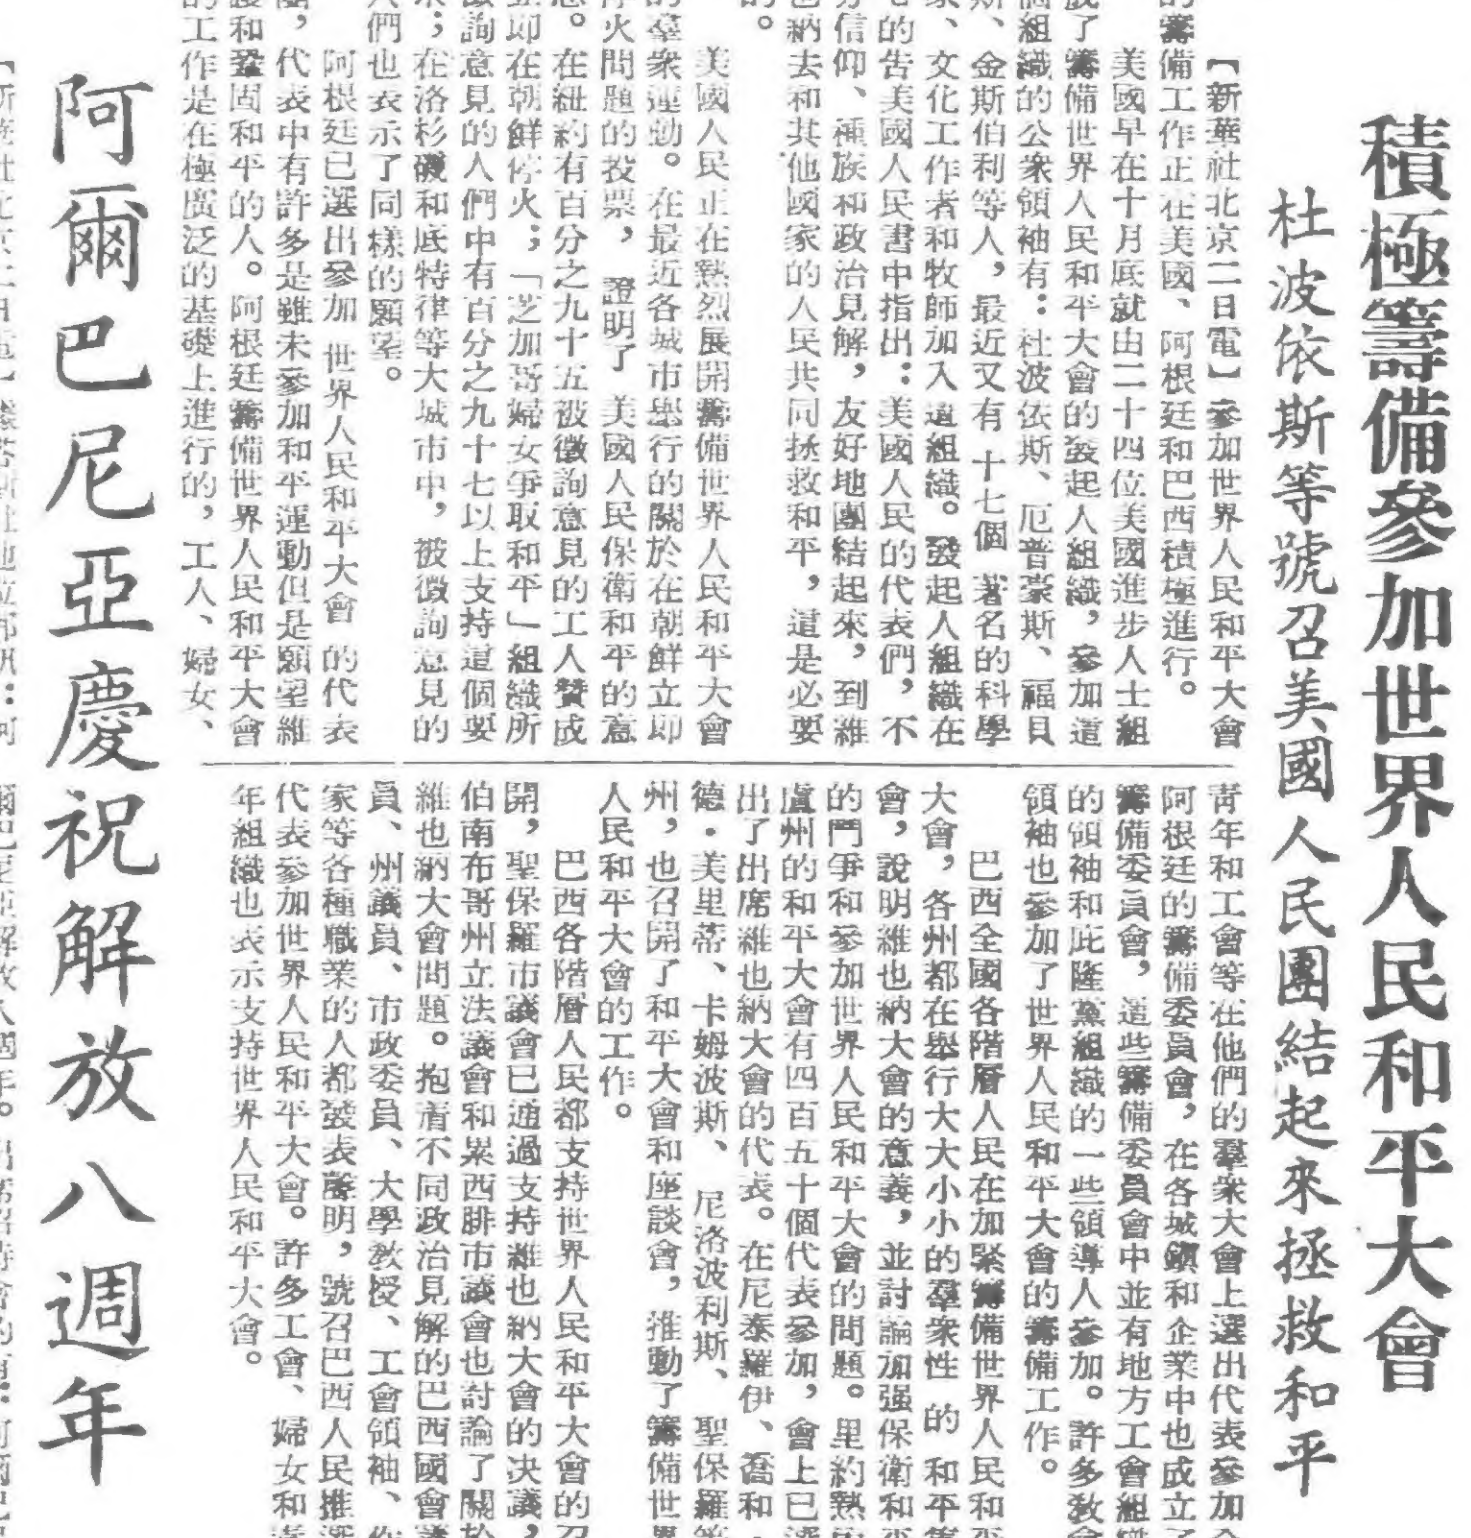 積極籌備參加世界人民和平大會
杜波依斯等號召美國人民團結起來拯救和平
【新華社北京二日電】參加世界人民和平大會
的籌備工作正在美國、阿根廷和巴西積極進行。
美國早在十月底就由二十四位美國進步人士組
成了籌備世界人民和平大會的發起人組織，參加這
個組織的公衆領袖有：杜波依斯、厄普豪斯、福貝
斯、金斯伯利等人，最近又有十七個著名的科學
家、文化工作者和牧師加入這組織。發起人組織在
的告美國人民書中指出：美國人民的代表們，不
分信仰、種族和政治見解，友好地團結起來，到維
也納去和其他國家的人民共同拯救和平，這是必要
的。
美國人民正在熱烈展開籌備世界人民和平大會
的羣衆運動。在最近各城市舉行的關於在朝鮮立即
停火問題的投票，證明了美國人民保衛和平的意
志。在紐約有百分之九十五被徵詢意見的工人贊成
立即在朝鮮停火；「芝加哥婦女爭取和平」組織所
徵詢意見的人們中有百分之九十七以上支持這個要
求；在洛杉磯和底特律等大城市中，被徵詢意見的
人們也表示了同樣的願望。
阿根廷已選出參加世界人民和平大會的代表
團，代表中有許多是雖未參加和平運動但是願望維
護和鞏固和平的人。阿根廷籌備世界人民和平大會
的工作是在極廣泛的基礎上進行的，工人、婦女、
青年和工會等在他們的羣衆大會上選出代表參加
阿根廷的籌備委員會，在各城鎮和企業中也成立了
籌備委員會，這些籌備委員會中並有地方工會組織
的領袖和庇隆黨組織的一些領導人參加。許多教會
領袖也參加了世界人民和平大會的籌備工作。
巴西全國各階層人民在加緊籌備世界人民和平
大會，各州都在舉行大大小小的羣衆性的和平集
會，說明維也納大會的意義，並討論加强保衛和平
的鬥爭和參加世界人民和平大會的問題。里約熱內
盧州的和平大會有四百五十個代表參加，會上已選
出了出席維也納大會的代表。在尼泰羅伊、喬和·
德·美里蒂、卡姆波斯、尼洛波利斯、聖保羅等
州，也召開了和平大會和座談會，推動了籌備世界
人民和平大會的工作。
巴西各階層人民都支持世界人民和平大會的召
開，聖保羅市議會已通過支持維也納大會的決議，
伯南布哥州立法議會和累西腓市議會也討論了關於
維也納大會問題。抱着不同政治見解的巴西國會議
員、州議員、市政委員、大學教授、工會領袖、作
家等各種職業的人都發表聲明，號召巴西人民推選
代表參加世界人民和平大會。許多工會、婦女和青
年組織也表示支持世界人民和平大會。
阿爾巴尼亞慶祝解放八週年